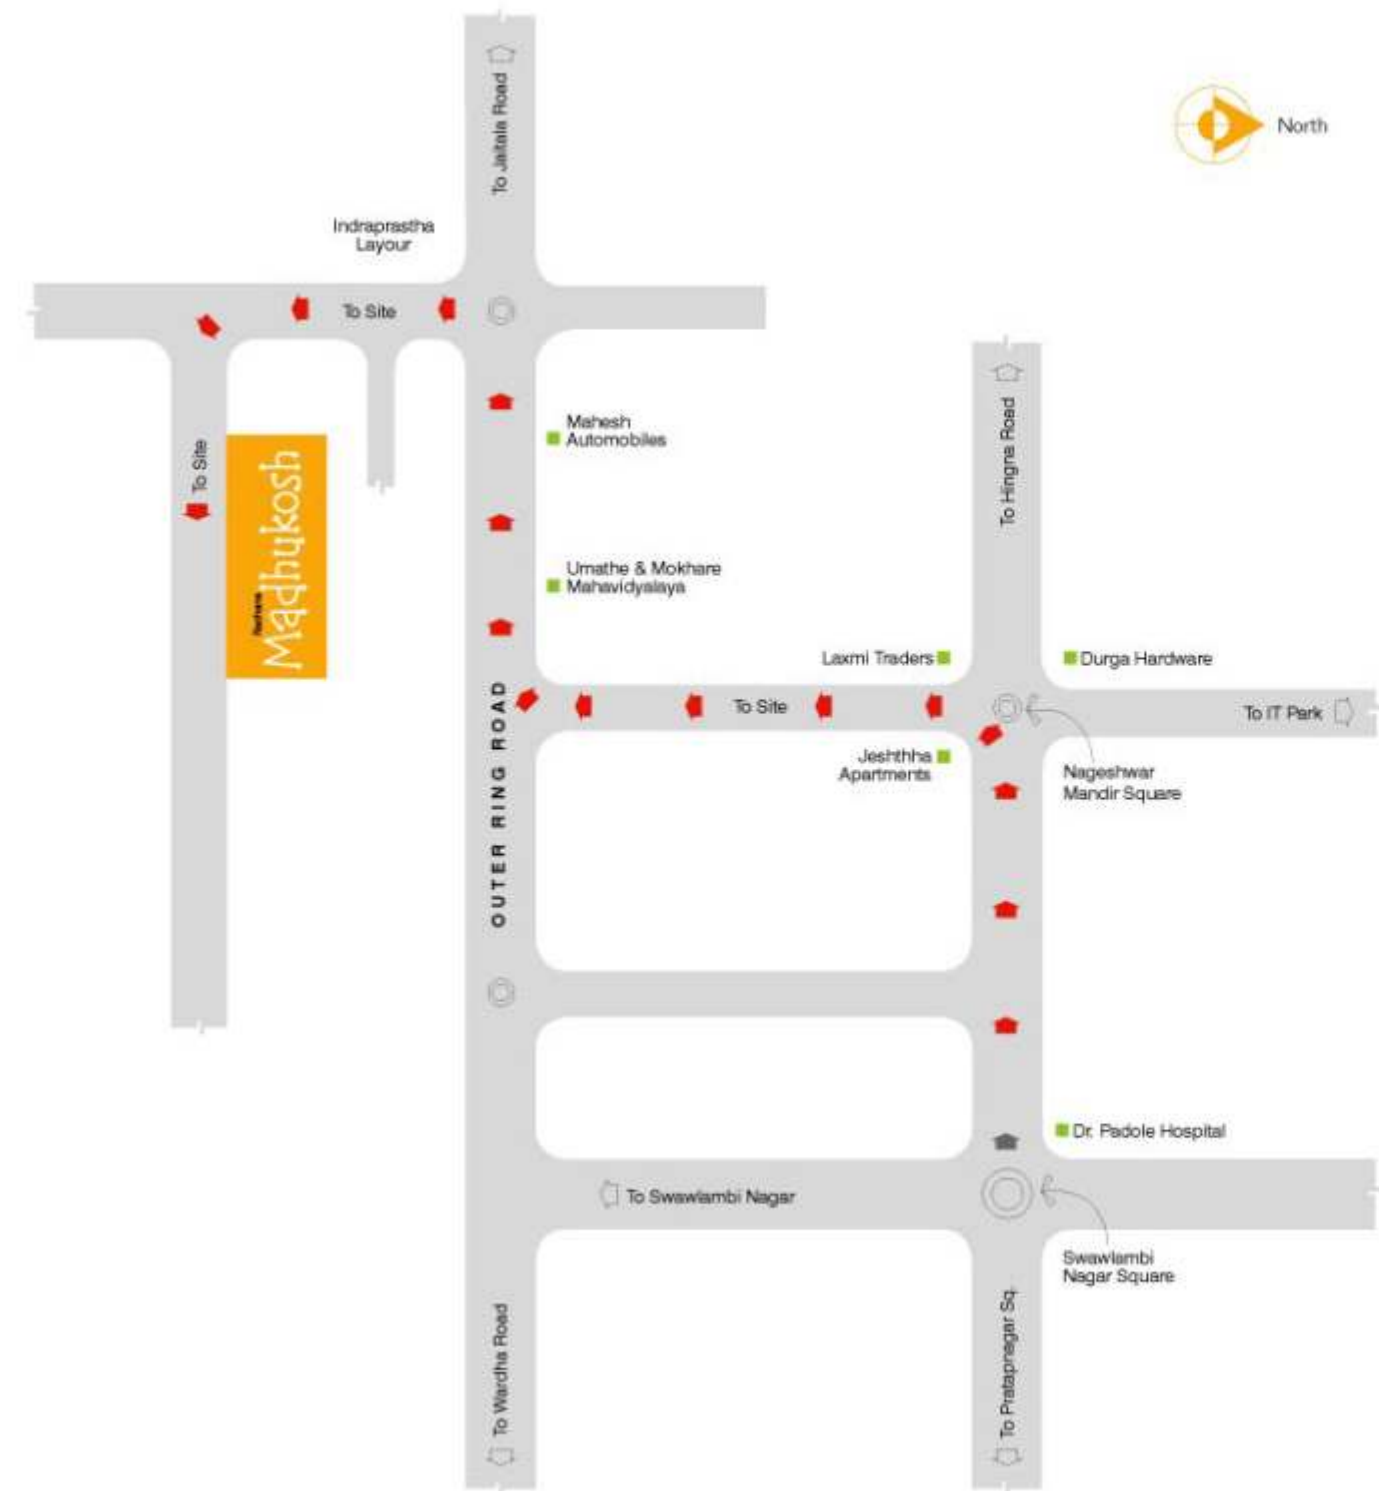 To Jaitala Road
North
Indraprastha
Layour
To Site
Mahesh
Automobiles
To Hingna Road
To Site
Rachana
Madhukosh
Umathe & Mokhare
Mahavidyalaya
Laxmi Traders
Durga Hardware
OUTER RING ROAD
To Site
To IT Park
Jeshthha
Apartments
Nageshwar
Mandir Square
Dr. Padole Hospital
To Swawlambi Nagar
Swawlambi
Nagar Square
To Wardha Road
To Pratapnagar Sq.